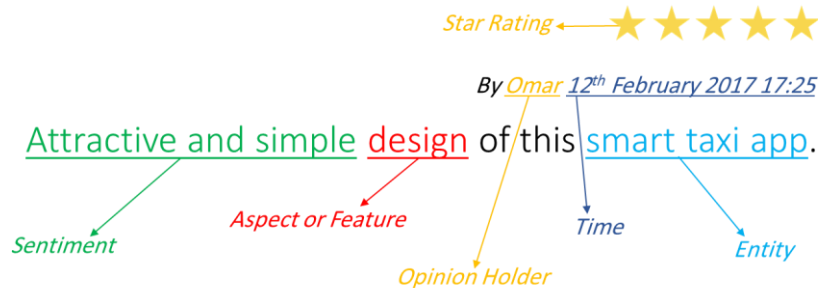 Star Rating
By Omar 12th February 2017 17:25
Attractive and simple design of this smart taxi app.
Aspect or Feature
Time
Sentiment
Entity
Opinion Holder